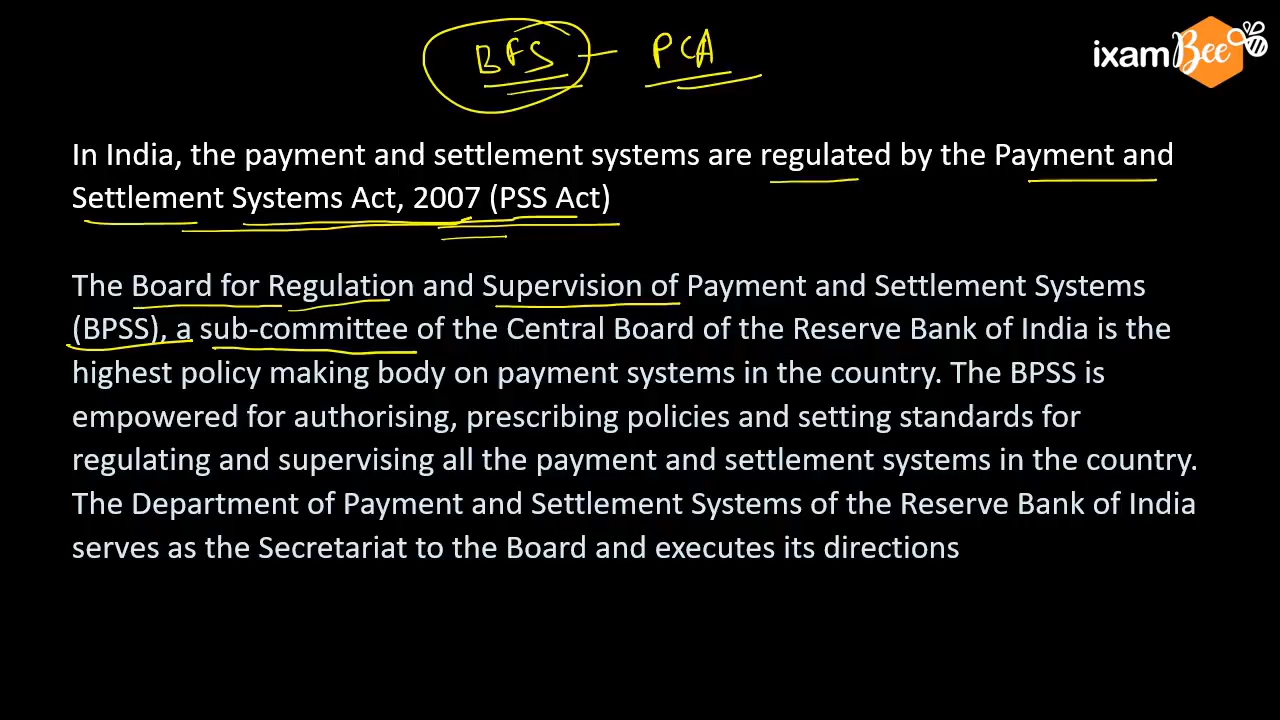 BFS - PCA
ixamBee
In India, the payment and settlement systems are regulated by the Payment and
Settlement Systems Act, 2007 (PSS Act)
The Board for Regulation and Supervision of Payment and Settlement Systems
(BPSS), a sub-committee of the Central Board of the Reserve Bank of India is the
highest policy making body on payment systems in the country. The BPSS is
empowered for authorising, prescribing policies and setting standards for
regulating and supervising all the payment and settlement systems in the country.
The Department of Payment and Settlement Systems of the Reserve Bank of India
serves as the Secretariat to the Board and executes its directions